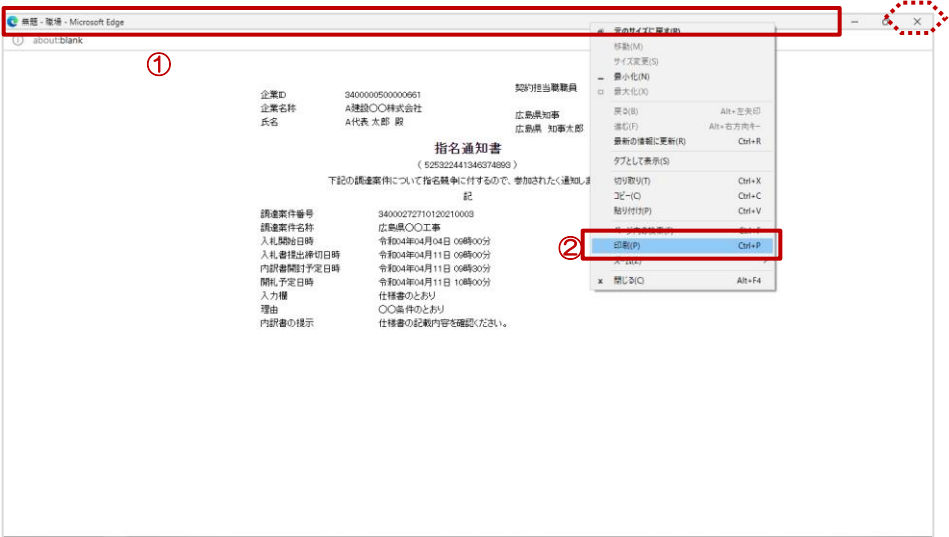 無題 - 職場 - Microsoft Edge
about:blank
①
企業ID 3400000500000661
企業名称 A建設〇〇株式会社
氏名 A代表 太郎 殿
契約担当職職員
広島県知事
広島県 知事太郎
指名通知書
( 525322441346374893 )
下記の調達案件について指名競争に付するので、参加されたく通知しま
記
調達案件番号 34000272710120210003
調達案件名称 広島県〇〇工事
入札開始日時 令和04年04月04日 09時00分
入札書提出締切日時 令和04年04月11日 09時00分
内訳書開封予定日時 令和04年04月11日 09時30分
開札予定日時 令和04年04月11日 10時00分
入力欄 仕様書のとおり
理由 〇〇条件のとおり
内訳書の提示 仕様書の記載内容を確認ください。
元のサイズに戻す(R)
移動(M)
サイズ変更(S)
最小化(N)
最大化(X)
戻る(B) Alt+左矢印
進む(F) Alt+右方向キー
最新の情報に更新(R) Ctrl+R
タブとして表示(S)
切り取り(T) Ctrl+X
コピー(C) Ctrl+C
貼り付け(P) Ctrl+V
②
印刷(P) Ctrl+P
閉じる(C) Alt+F4